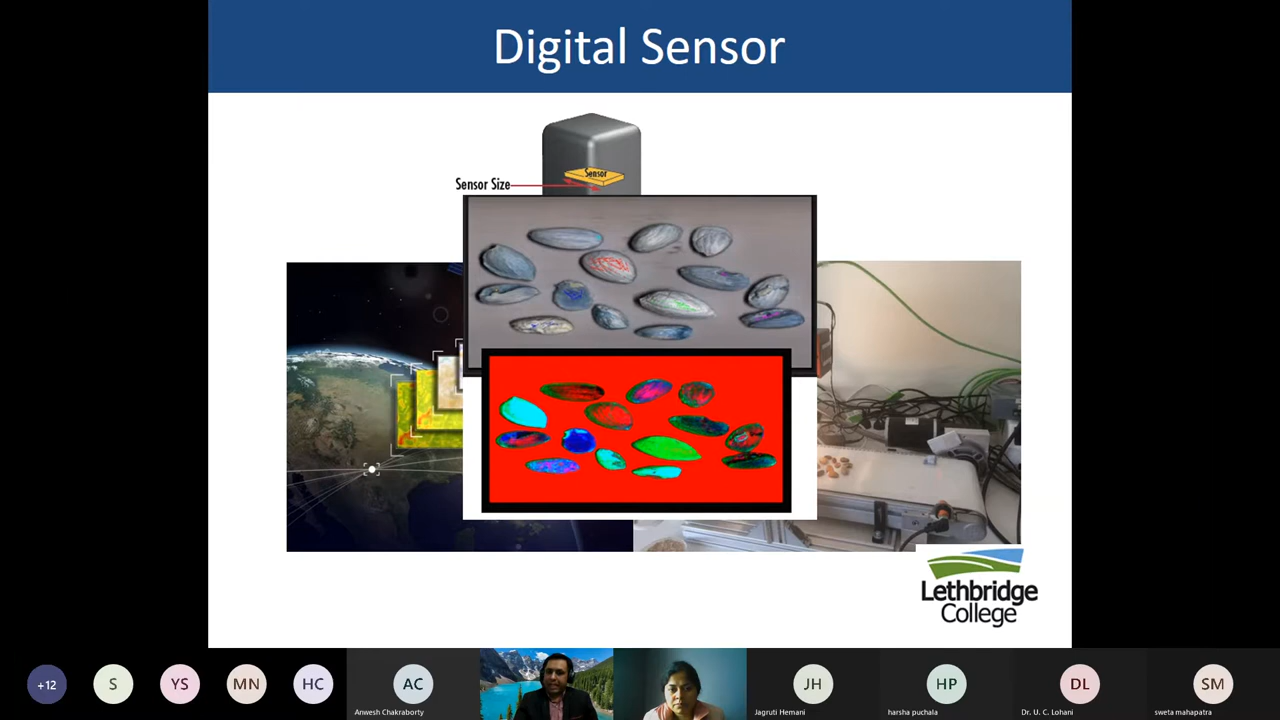 Digital Sensor
Sensor
Sensor Size
Lethbridge
College
+12
S
YS
MN
HC
AC
Anwesh Chakraborty
JH
Jagruti Hemani
HP
harsha puchala
DL
Dr. U. C. Lohani
SM
sweta mahapatra